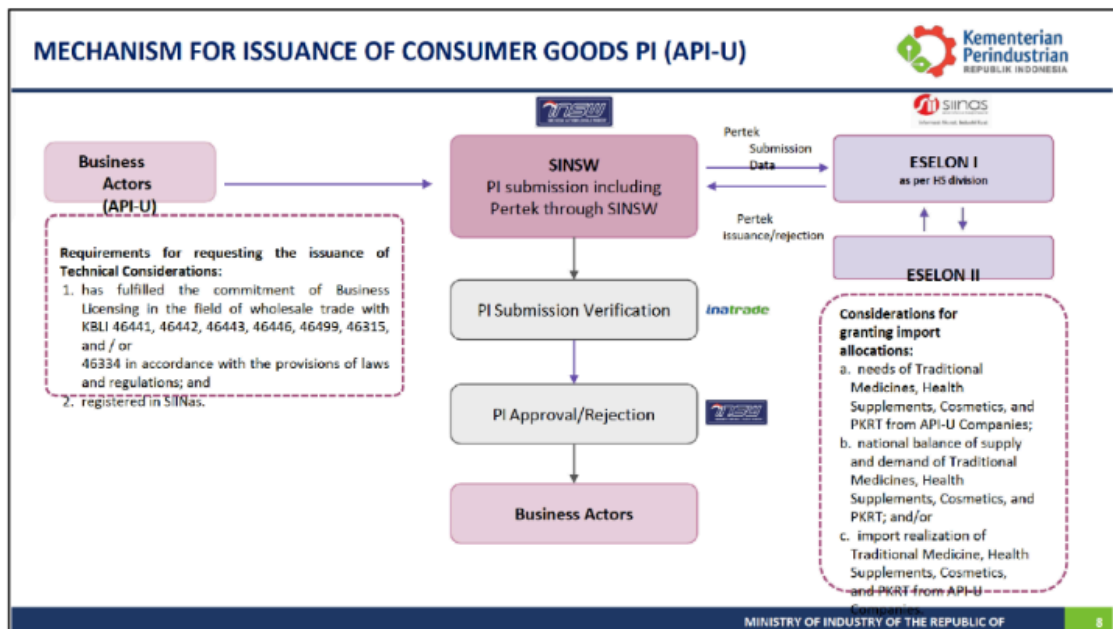 MECHANISM FOR ISSUANCE OF CONSUMER GOODS PI (API-U)
Kementerian
Perindustrian
REPUBLIK INDONESIA
Business
Actors
(API-U)
Requirements for requesting the issuance of
Technical Considerations:
1. has fulfilled the commitment of Business
Licensing in the field of wholesale trade with
KBLI 46441, 46442, 46443, 46446, 46499, 46315,
and / or
46334 in accordance with the provisions of laws
and regulations; and
2. registered in SIINas.
INSW
SINSW
PI submission including
Pertek through SINSW
PI Submission Verification
inatrade
PI Approval/Rejection
INSW
Business Actors
Pertek
Submission
Data
Pertek
issuance/rejection
siinas
ESELON I
as per HS division
ESELON II
Considerations for
granting import
allocations:
a. needs of Traditional
Medicines, Health
Supplements, Cosmetics, and
PKRT from API-U Companies;
b. national balance of supply
and demand of Traditional
Medicines, Health
Supplements, Cosmetics, and
PKRT; and/or
c. import realization of
Traditional Medicine, Health
Supplements, Cosmetics,
and PKRT from API-U
Companies.
MINISTRY OF INDUSTRY OF THE REPUBLIC OF
8